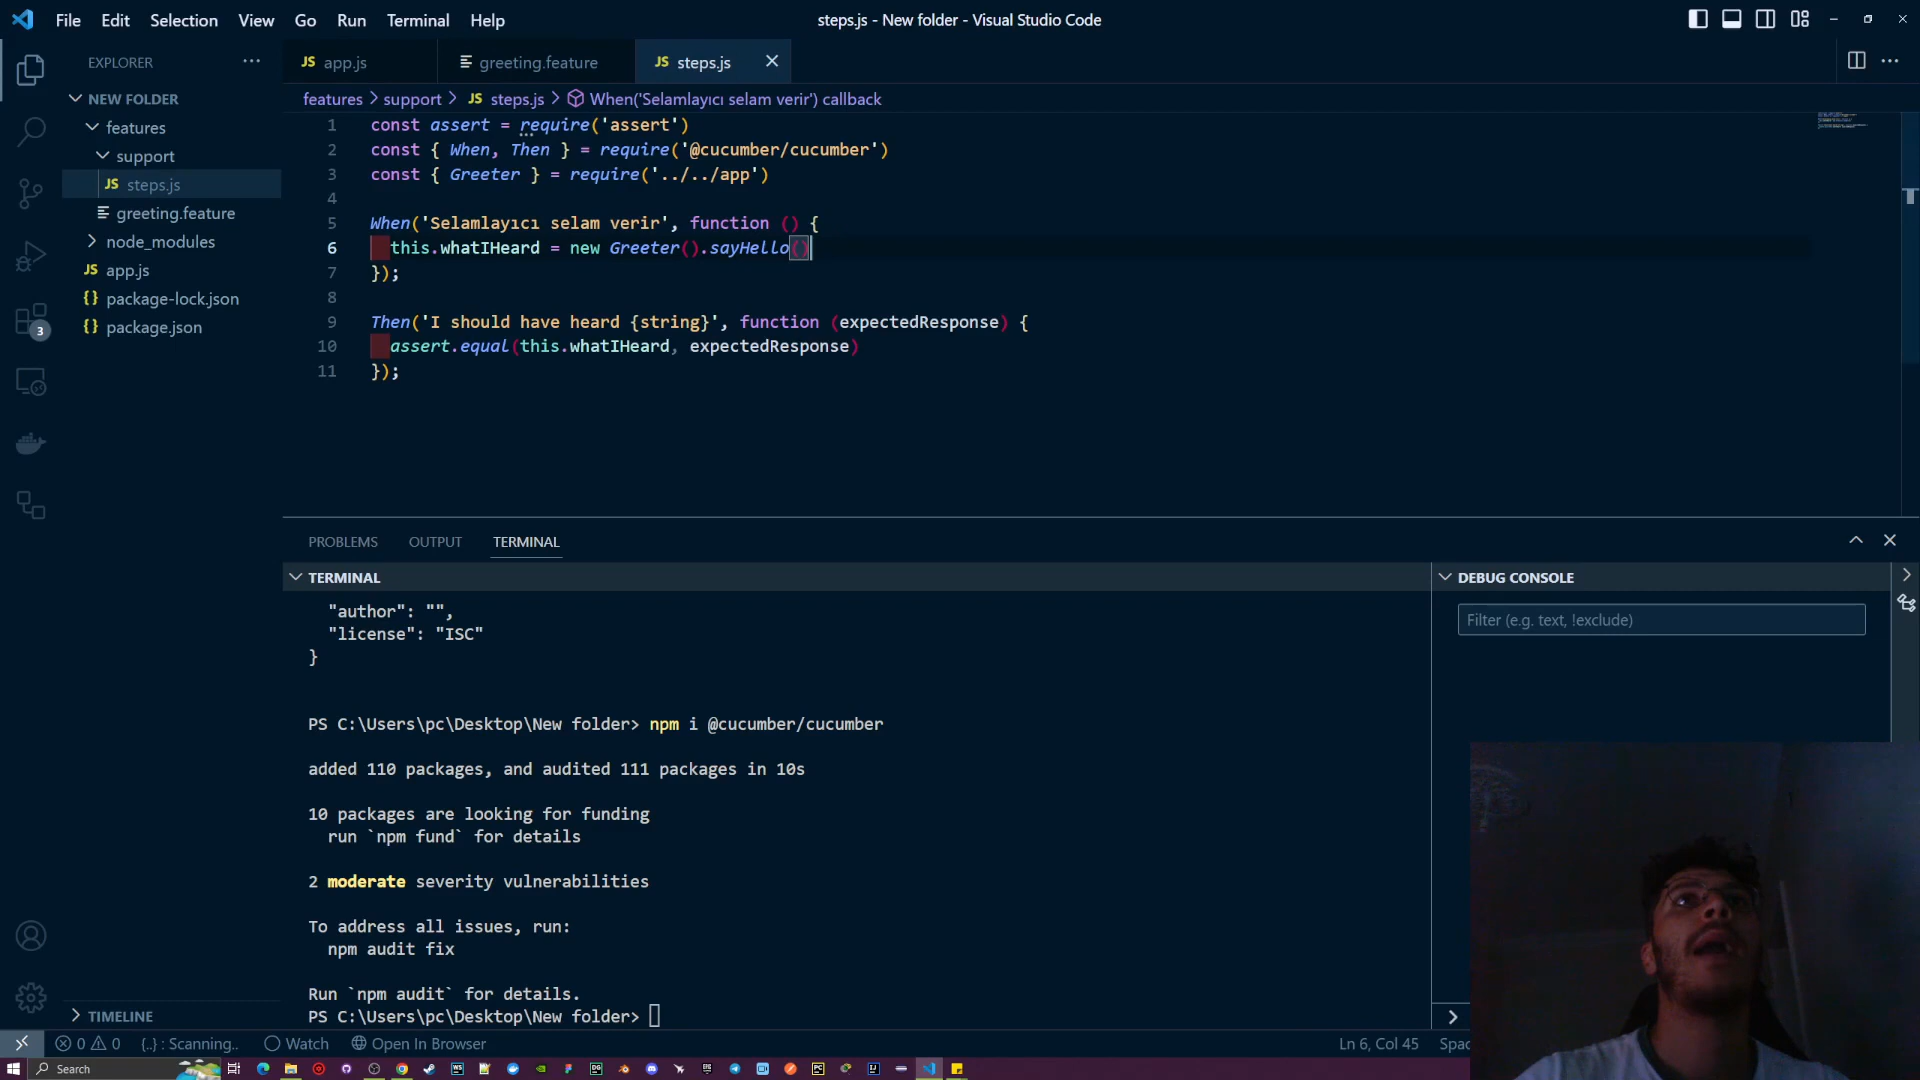 File Edit Selection View Go Run Terminal Help
steps.js - New folder - Visual Studio Code
EXPLORER
NEW FOLDER
features
support
JS steps.js
greeting.feature
node_modules
JS app.js
{} package-lock.json
{} package.json
3
TIMELINE
JS app.js
greeting.feature
JS steps.js
features > support > JS steps.js > When('Selamlayıcı selam verir') callback
1 const assert = require('assert')
2 const { When, Then } = require('@cucumber/cucumber')
3 const { Greeter } = require('../../app')
4
5 When('Selamlayıcı selam verir', function () {
6 this.whatIHeard = new Greeter().sayHello()
7 });
8
9 Then('I should have heard {string}', function (expectedResponse) {
10 assert.equal(this.whatIHeard, expectedResponse)
11 });
PROBLEMS OUTPUT TERMINAL
TERMINAL
"author": "",
"license": "ISC"
}
PS C:\Users\pc\Desktop\New folder> npm i @cucumber/cucumber
added 110 packages, and audited 111 packages in 10s
10 packages are looking for funding
run `npm fund` for details
2 moderate severity vulnerabilities
To address all issues, run:
npm audit fix
Run `npm audit` for details.
PS C:\Users\pc\Desktop\New folder>
DEBUG CONSOLE
Filter (e.g. text, !exclude)
0 0 {..} : Scanning.. Watch Open In Browser
Ln 6, Col 45 Spac
Search